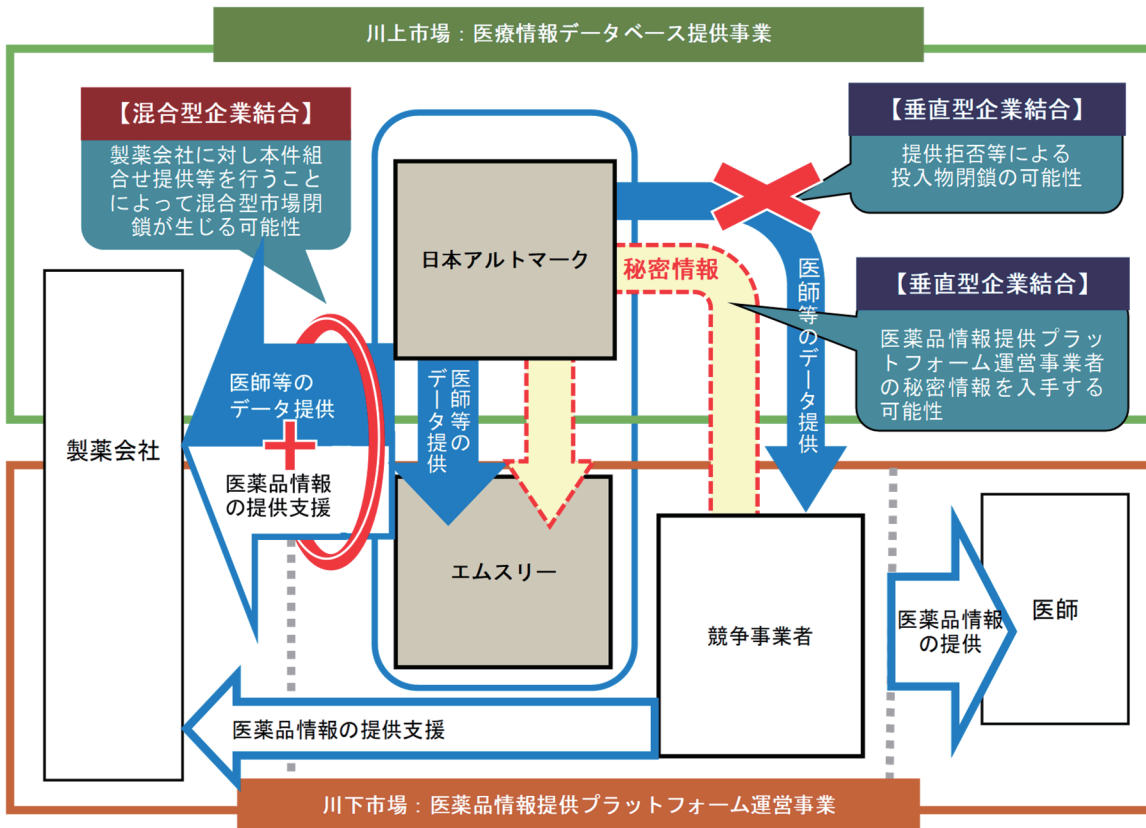 川上市場：医療情報データベース提供事業
【混合型企業結合】
製薬会社に対し本件組
合せ提供等を行うこと
によって混合型市場閉
鎖が生じる可能性
【垂直型企業結合】
提供拒否等による
投入物閉鎖の可能性
日本アルトマーク
秘密情報
医師等のデータ提供
【垂直型企業結合】
医薬品情報提供プラッ
トフォーム運営事業者
の秘密情報を入手する
可能性
医師等の
データ提供
医師等の
データ提供
製薬会社
医薬品情報
の提供支援
エムスリー
競争事業者
医薬品情報
の提供
医師
医薬品情報の提供支援
川下市場：医薬品情報提供プラットフォーム運営事業